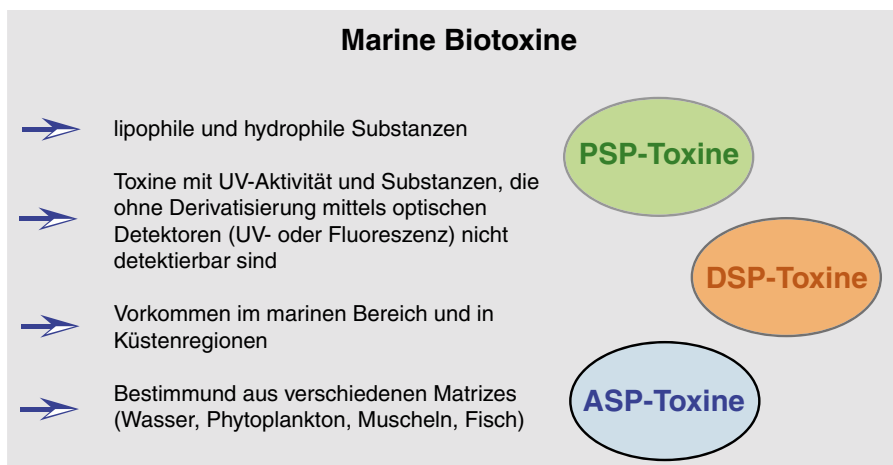 Marine Biotoxine
lipophile und hydrophile Substanzen
Toxine mit UV-Aktivität und Substanzen, die
ohne Derivatisierung mittels optischen
Detektoren (UV- oder Fluoreszenz) nicht
detektierbar sind
Vorkommen im marinen Bereich und in
Küstenregionen
Bestimmund aus verschiedenen Matrizes
(Wasser, Phytoplankton, Muscheln, Fisch)
PSP-Toxine
DSP-Toxine
ASP-Toxine